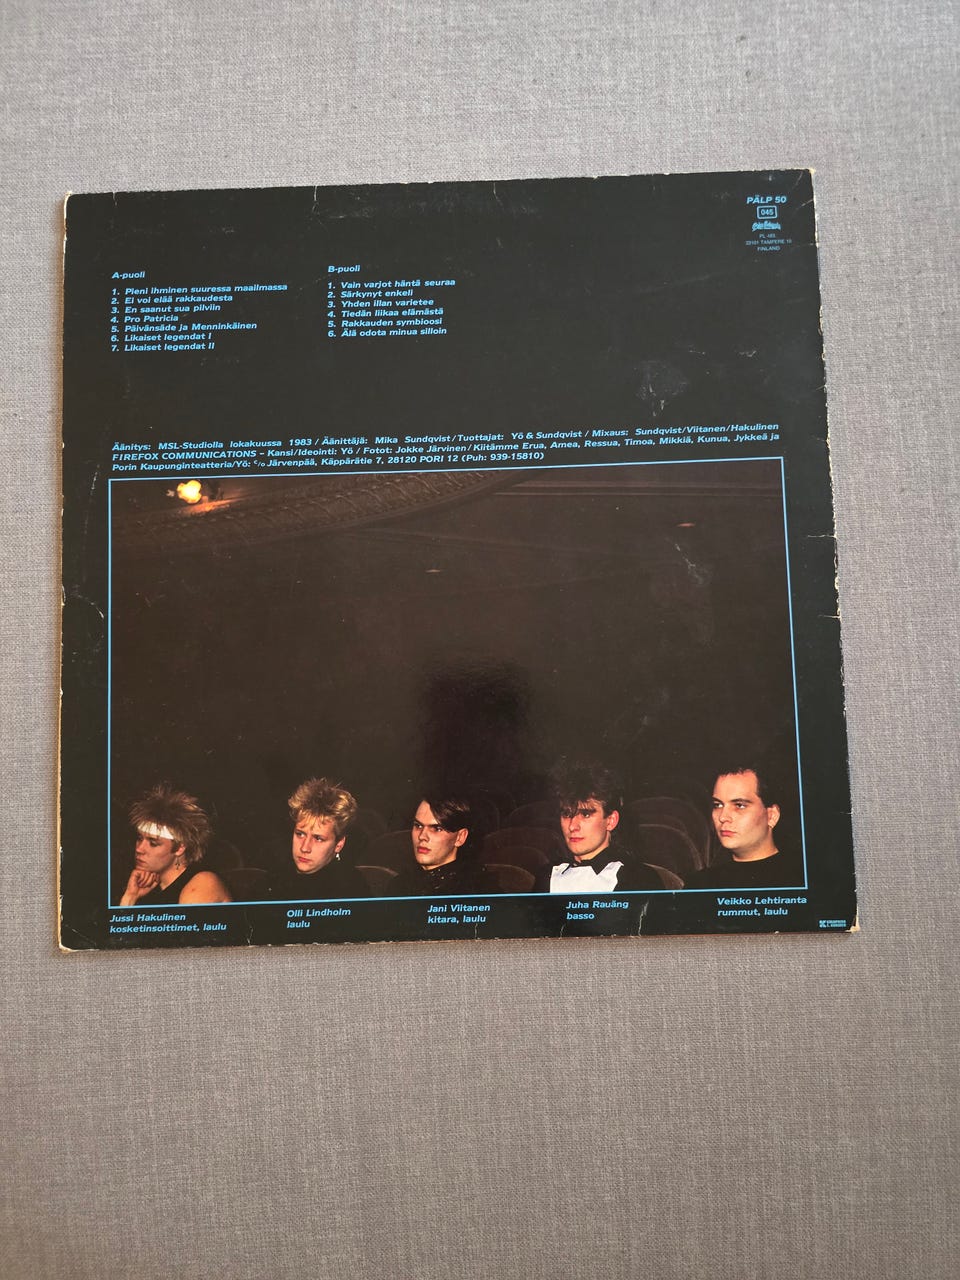 PÄLP 50
045
PL 485
33101 TAMPERE 10
FINLAND
A-puoli
1. Pieni ihminen suuressa maailmassa
2. Ei voi elää rakkaudesta
3. En saanut sua pilviin
4. Pro Patricia
5. Päivänsäde ja Menninkäinen
6. Likaiset legendat I
7. Likaiset legendat II
B-puoli
1. Vain varjot häntä seuraa
2. Särkynyt enkeli
3. Yhden illan varietee
4. Tiedän liikaa elämästä
5. Rakkauden symbioosi
6. Älä odota minua silloin
Äänitys: MSL-Studiolla lokakuussa 1983 / Äänittäjä: Mika Sundqvist / Tuottajat: Yö & Sundqvist / Mixaus: Sundqvist/Viitanen/Hakulinen
FIREFOX COMMUNICATIONS – Kansi/Ideointi: Yö / Fotot: Jokke Järvinen / Kiitämme Erua, Amea, Ressua, Timoa, Mikkiä, Kunua, Jykkeä ja
Porin Kaupunginteatteria/Yö: c/o Järvenpää, Käppärätie 7, 28120 PORI 12 (Puh: 939-15810)
Jussi Hakulinen
kosketinsoittimet, laulu
Olli Lindholm
laulu
Jani Viitanen
kitara, laulu
Juha Rauäng
basso
Veikko Lehtiranta
rummut, laulu